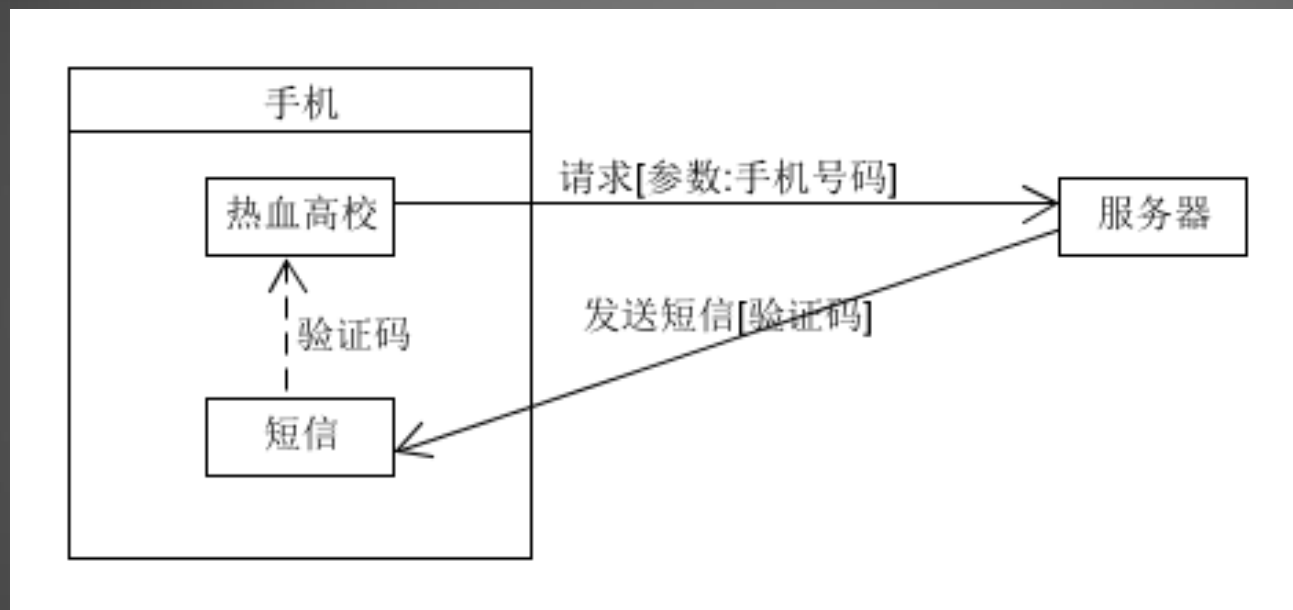 手机
请求[参数:手机号码]
热血高校
服务器
发送短信[验证码]
验证码
短信